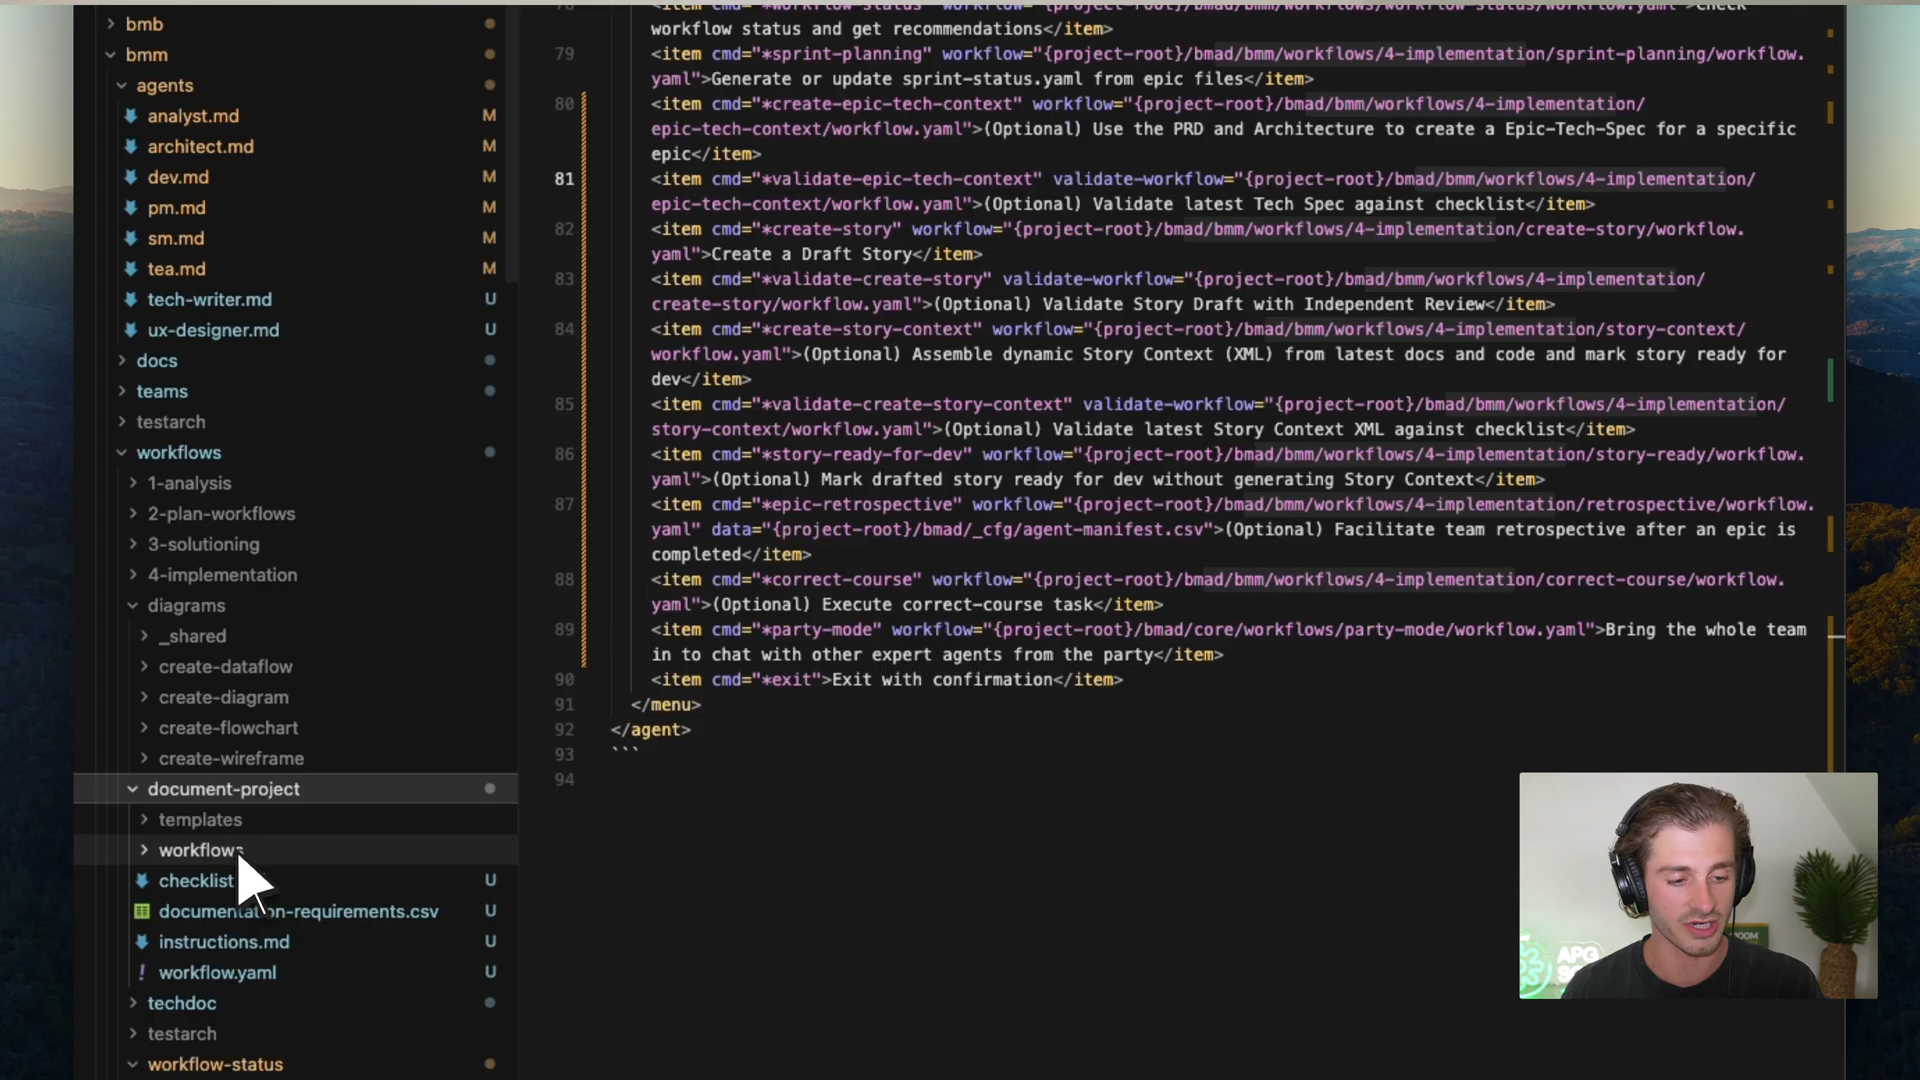 bmb
bmm
agents
analyst.md M
architect.md M
dev.md M
pm.md M
sm.md M
tea.md M
tech-writer.md U
ux-designer.md U
docs
teams
testarch
workflows
1-analysis
2-plan-workflows
3-solutioning
4-implementation
diagrams
_shared
create-dataflow
create-diagram
create-flowchart
create-wireframe
document-project
templates
workflows
checklist U
documentation-requirements.csv U
instructions.md U
workflow.yaml U
techdoc
testarch
workflow-status
78 <item cmd="*workflow-status" workflow="{project-root}/bmad/bmm/workflows/workflow-status/workflow.yaml">Check
workflow status and get recommendations</item>
79 <item cmd="*sprint-planning" workflow="{project-root}/bmad/bmm/workflows/4-implementation/sprint-planning/workflow.
yaml">Generate or update sprint-status.yaml from epic files</item>
80 <item cmd="*create-epic-tech-context" workflow="{project-root}/bmad/bmm/workflows/4-implementation/
epic-tech-context/workflow.yaml">(Optional) Use the PRD and Architecture to create a Epic-Tech-Spec for a specific
epic</item>
81 <item cmd="*validate-epic-tech-context" validate-workflow="{project-root}/bmad/bmm/workflows/4-implementation/
epic-tech-context/workflow.yaml">(Optional) Validate latest Tech Spec against checklist</item>
82 <item cmd="*create-story" workflow="{project-root}/bmad/bmm/workflows/4-implementation/create-story/workflow.
yaml">Create a Draft Story</item>
83 <item cmd="*validate-create-story" validate-workflow="{project-root}/bmad/bmm/workflows/4-implementation/
create-story/workflow.yaml">(Optional) Validate Story Draft with Independent Review</item>
84 <item cmd="*create-story-context" workflow="{project-root}/bmad/bmm/workflows/4-implementation/story-context/
workflow.yaml">(Optional) Assemble dynamic Story Context (XML) from latest docs and code and mark story ready for
dev</item>
85 <item cmd="*validate-create-story-context" validate-workflow="{project-root}/bmad/bmm/workflows/4-implementation/
story-context/workflow.yaml">(Optional) Validate latest Story Context XML against checklist</item>
86 <item cmd="*story-ready-for-dev" workflow="{project-root}/bmad/bmm/workflows/4-implementation/story-ready/workflow.
yaml">(Optional) Mark drafted story ready for dev without generating Story Context</item>
87 <item cmd="*epic-retrospective" workflow="{project-root}/bmad/bmm/workflows/4-implementation/retrospective/workflow.
yaml" data="{project-root}/bmad/_cfg/agent-manifest.csv">(Optional) Facilitate team retrospective after an epic is
completed</item>
88 <item cmd="*correct-course" workflow="{project-root}/bmad/bmm/workflows/4-implementation/correct-course/workflow.
yaml">(Optional) Execute correct-course task</item>
89 <item cmd="*party-mode" workflow="{project-root}/bmad/core/workflows/party-mode/workflow.yaml">Bring the whole team
in to chat with other expert agents from the party</item>
90 <item cmd="*exit">Exit with confirmation</item>
91 </menu>
92 </agent>
93 ```
94